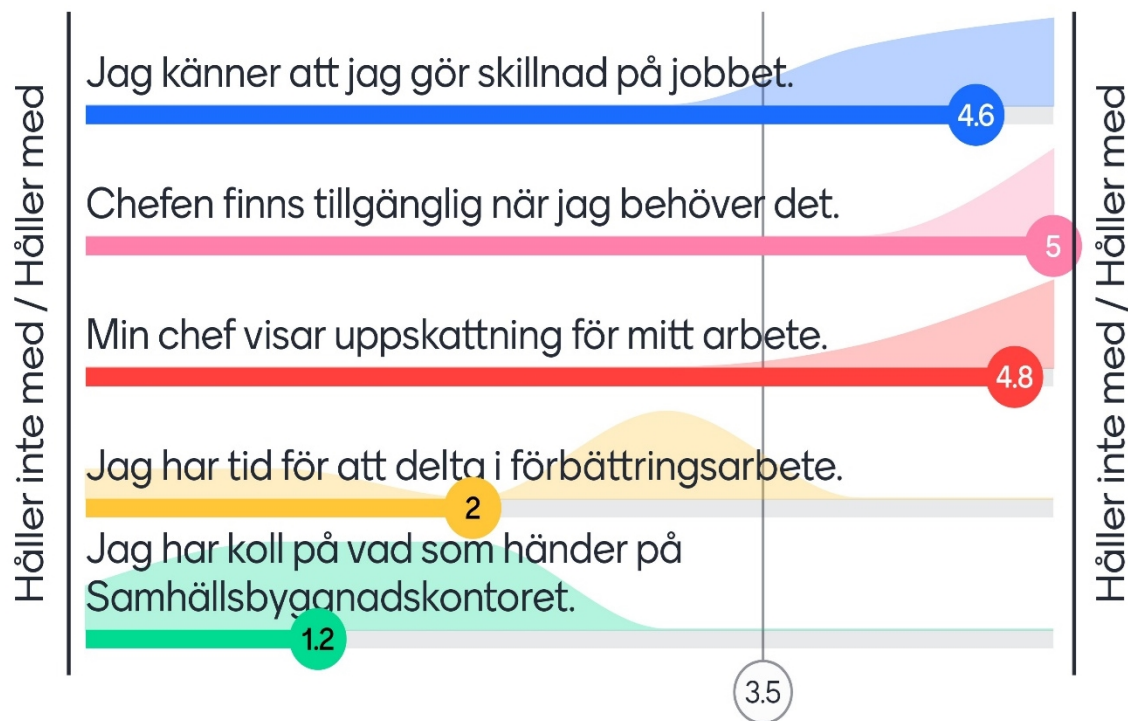 Håller inte med / Håller med
Jag känner att jag gör skillnad på jobbet.
4.6
Chefen finns tillgänglig när jag behöver det.
5
Min chef visar uppskattning för mitt arbete.
4.8
Jag har tid för att delta i förbättringsarbete.
2
Jag har koll på vad som händer på
Samhällsbyganadskontoret.
1.2
3.5
Håller inte med / Håller med